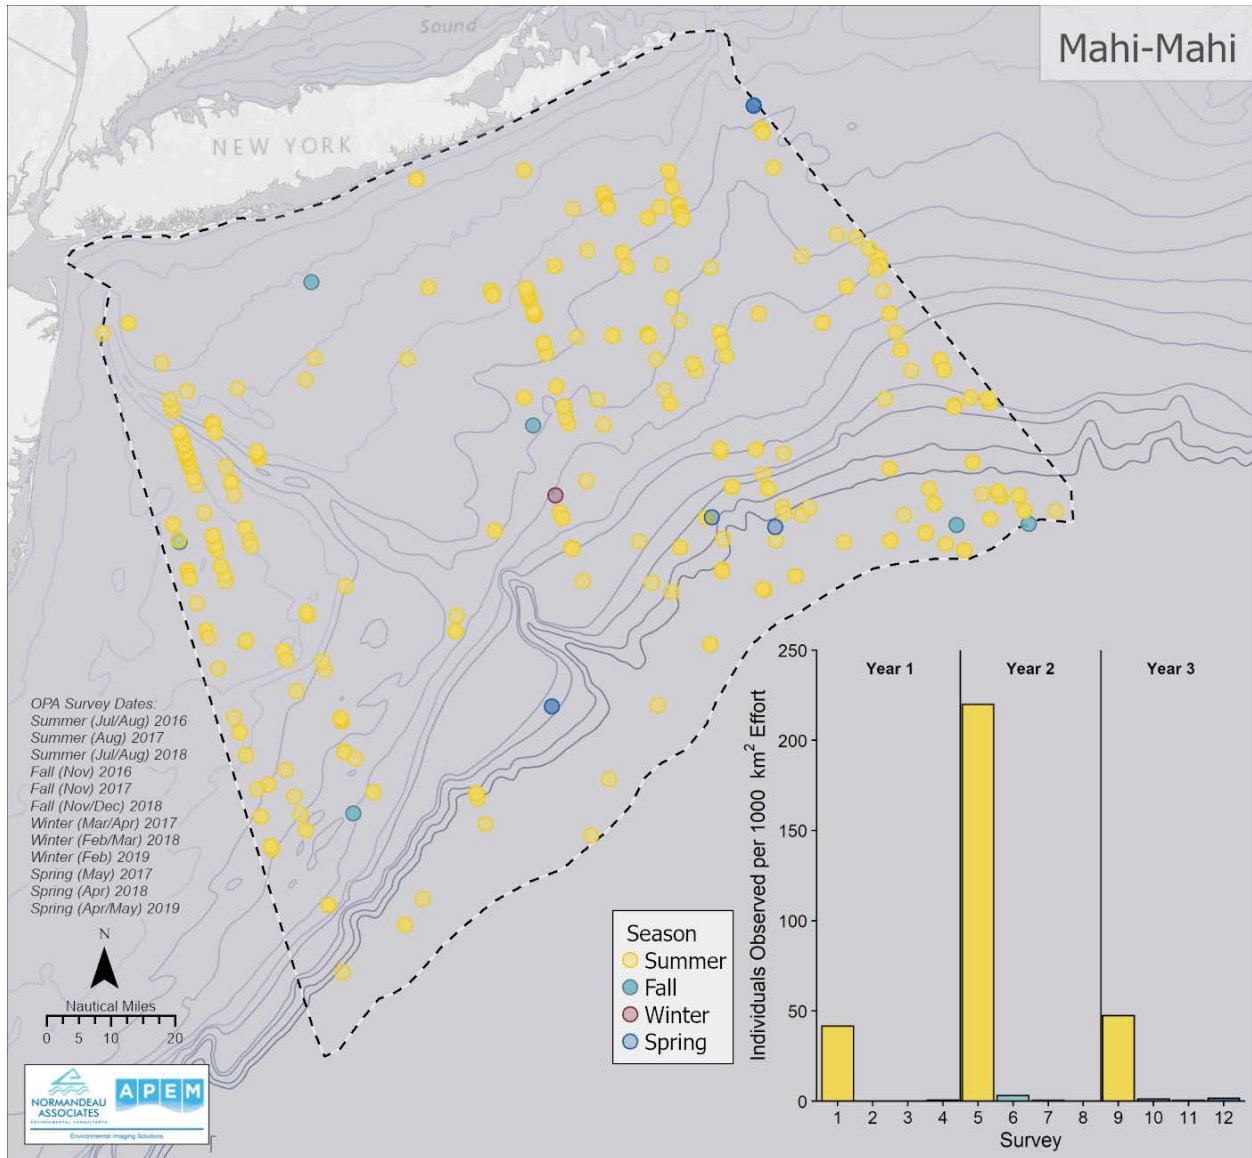 Sound
Mahi-Mahi
NEW YORK
OPA Survey Dates:
Summer (Jul/Aug) 2016
Summer (Aug) 2017
Summer (Jul/Aug) 2018
Fall (Nov) 2016
Fall (Nov) 2017
Fall (Nov/Dec) 2018
Winter (Mar/Apr) 2017
Winter (Feb/Mar) 2018
Winter (Feb) 2019
Spring (May) 2017
Spring (Apr) 2018
Spring (Apr/May) 2019
N
Nautical Miles
0 5 10 20
NORMANDEAU
ASSOCIATES
ENVIRONMENTAL CONSULTANTS
APEM
Environmental Imaging Solutions
Season
Summer
Fall
Winter
Spring
Individuals Observed per 1000 km² Effort
250
200
150
100
50
0
Year 1 Year 2 Year 3
1 2 3 4 5 6 7 8 9 10 11 12
Survey